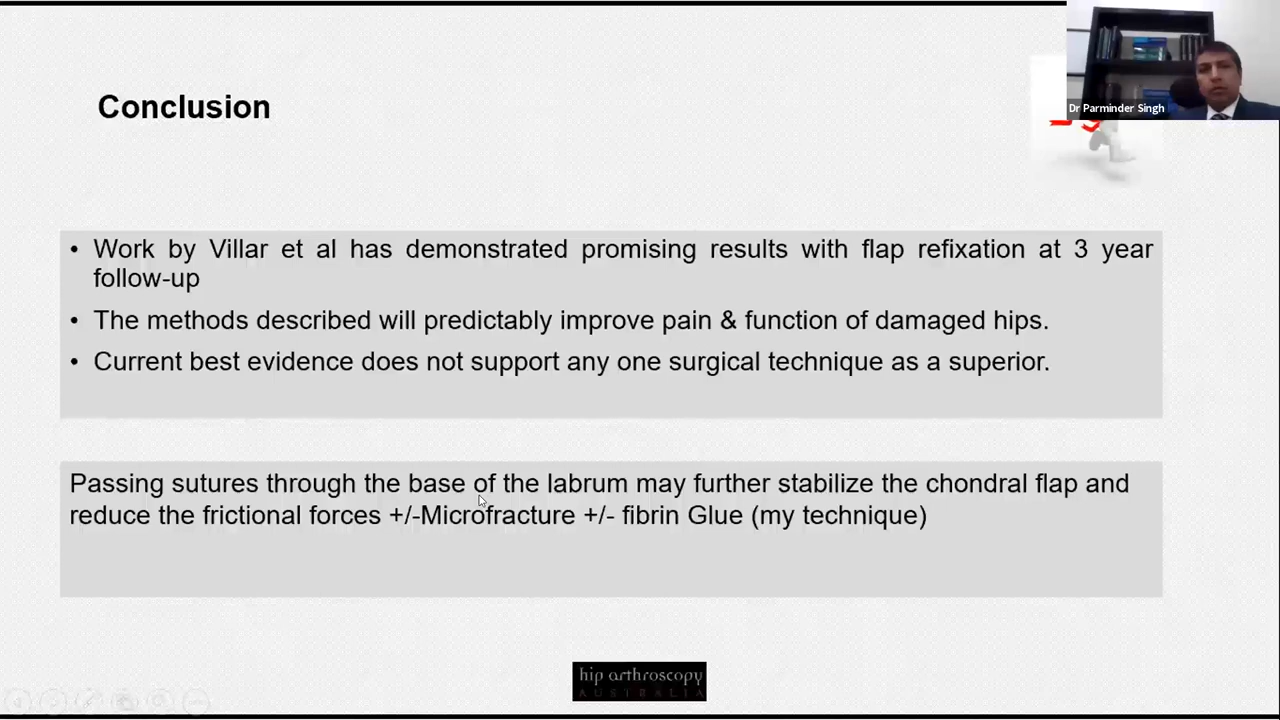 Dr Parminder Singh
Conclusion
• Work by Villar et al has demonstrated promising results with flap refixation at 3 year
follow-up
• The methods described will predictably improve pain & function of damaged hips.
• Current best evidence does not support any one surgical technique as a superior.
Passing sutures through the base of the labrum may further stabilize the chondral flap and
reduce the frictional forces +/-Microfracture +/- fibrin Glue (my technique)
hip arthroscopy
AUSTRALIA